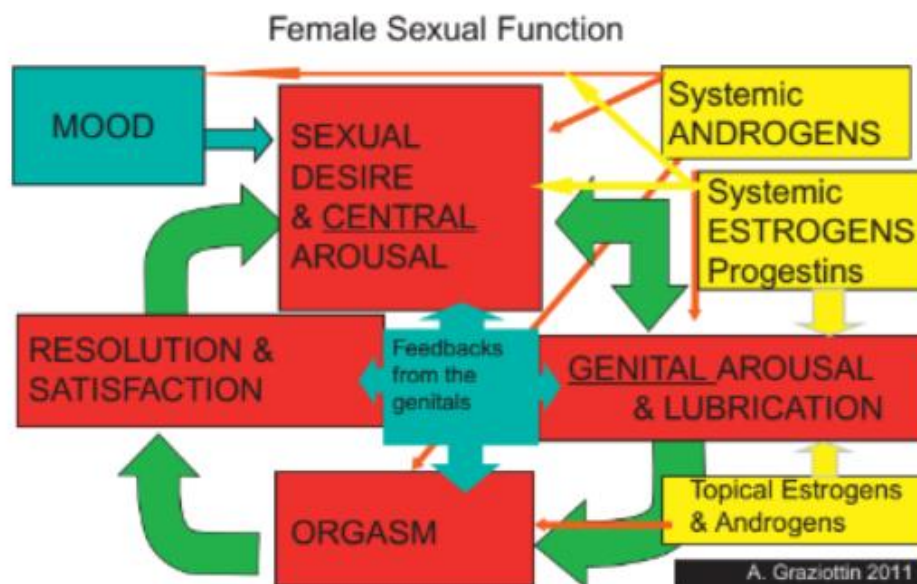 Female Sexual Function
MOOD
SEXUAL
DESIRE
& CENTRAL
AROUSAL
Systemic
ANDROGENS
Systemic
ESTROGENS
Progestins
RESOLUTION &
SATISFACTION
Feedbacks
from the
genitals
GENITAL AROUSAL
& LUBRICATION
ORGASM
Topical Estrogens
& Androgens
A. Graziottin 2011